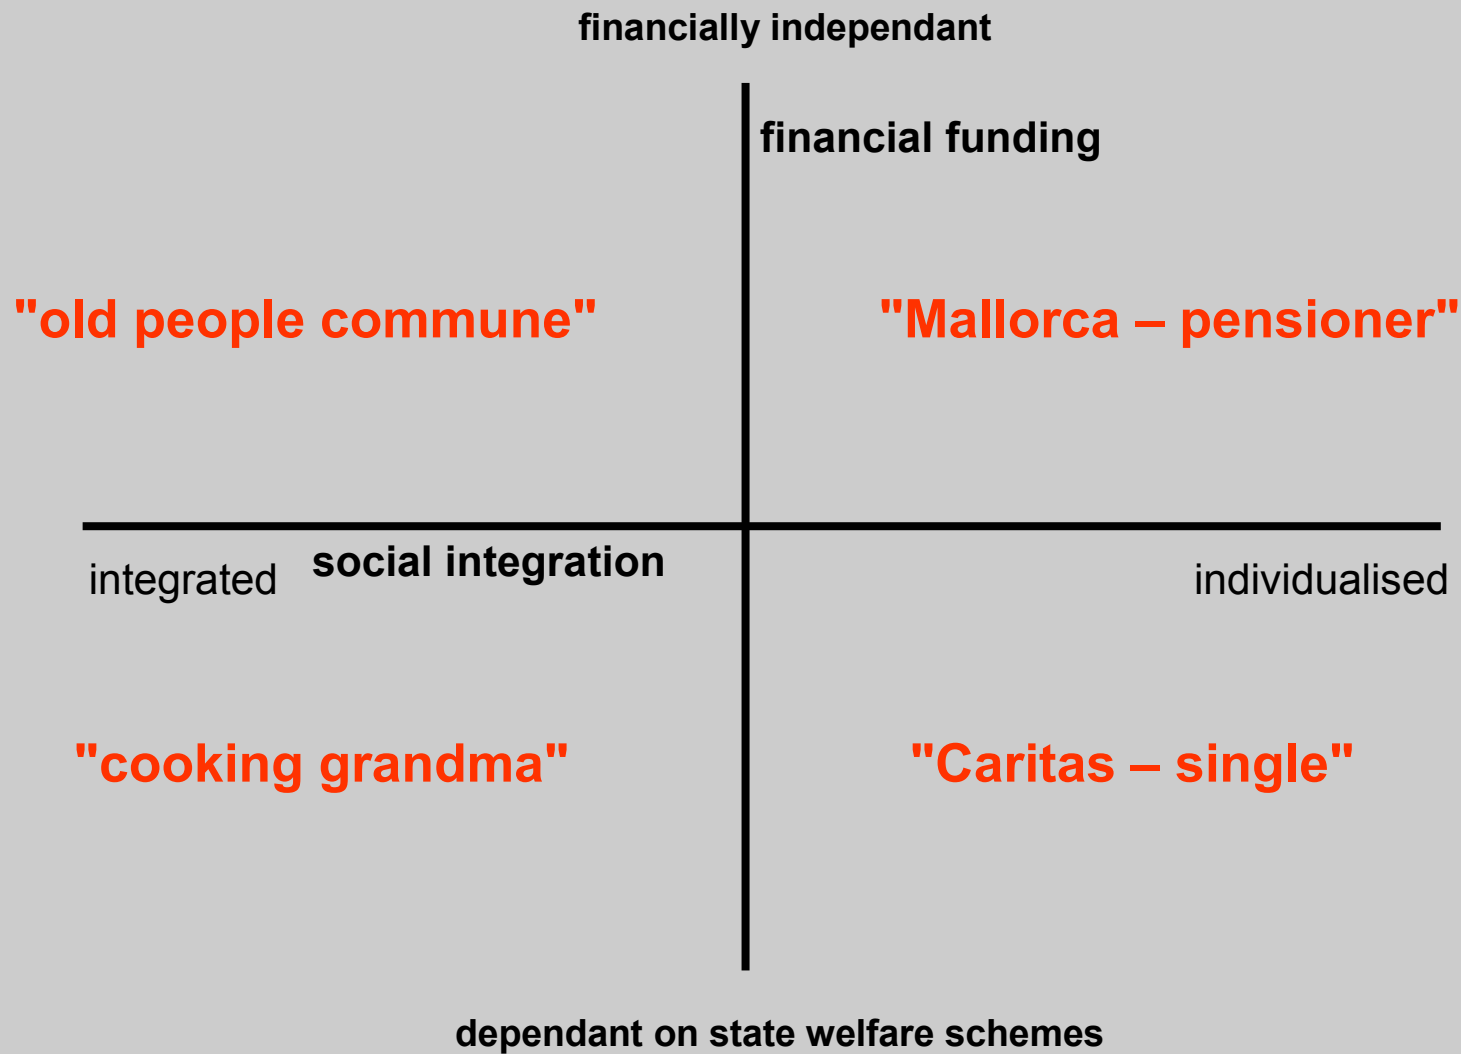 financially independant
financial funding
"old people commune"
"Mallorca – pensioner"
integrated
social integration
individualised
"cooking grandma"
"Caritas – single"
dependant on state welfare schemes